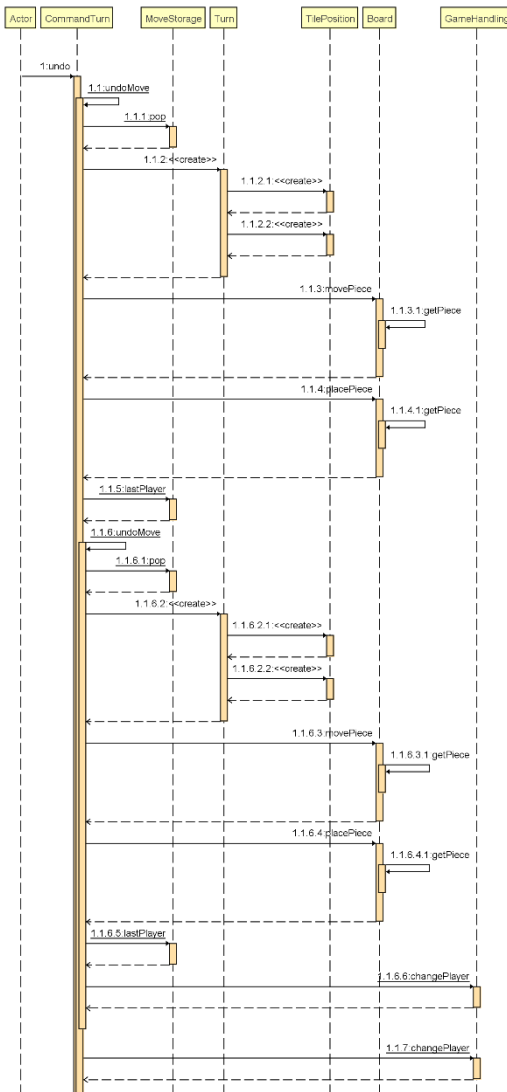 Actor CommandTurn MoveStorage Turn TilePosition Board GameHandling
1:undo
1.1:undoMove
1.1.1:pop
1.1.2:<<create>>
1.1.2.1:<<create>>
1.1.2.2:<<create>>
1.1.3:movePiece
1.1.3.1:getPiece
1.1.4:placePiece
1.1.4.1:getPiece
1.1.5:lastPlayer
1.1.6:undoMove
1.1.6.1:pop
1.1.6.2:<<create>>
1.1.6.2.1:<<create>>
1.1.6.2.2:<<create>>
1.1.6.3:movePiece
1.1.6.3.1:getPiece
1.1.6.4:placePiece
1.1.6.4.1:getPiece
1.1.6.5:lastPlayer
1.1.6.6:changePlayer
1.1.7:changePlayer